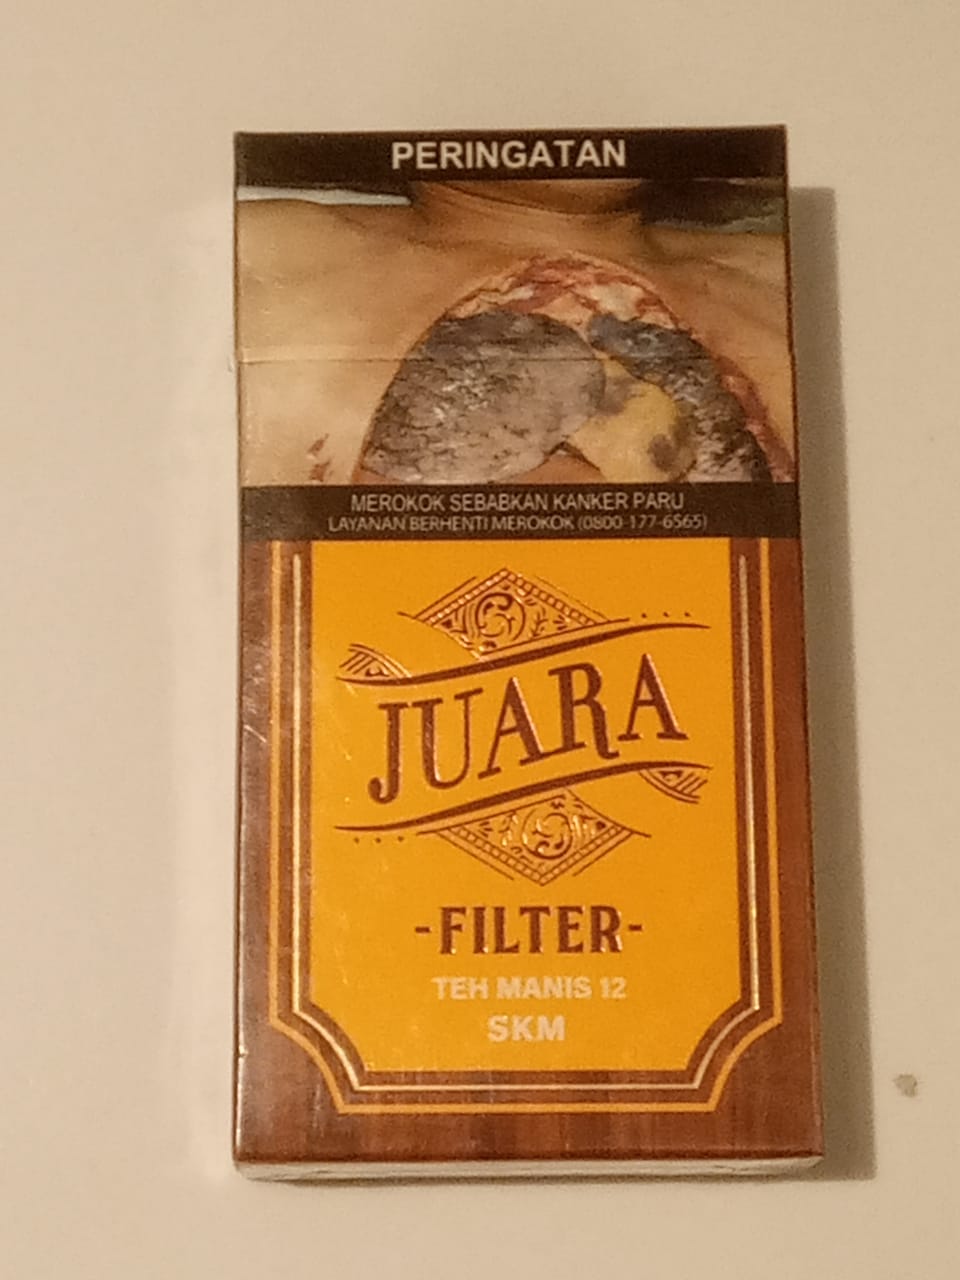 PERINGATAN
MEROKOK SEBABKAN KANKER PARU
LAYANAN BERHENTI MEROKOK (0800-177-6565)
JUARA
-FILTER-
TEH MANIS 12
SKM